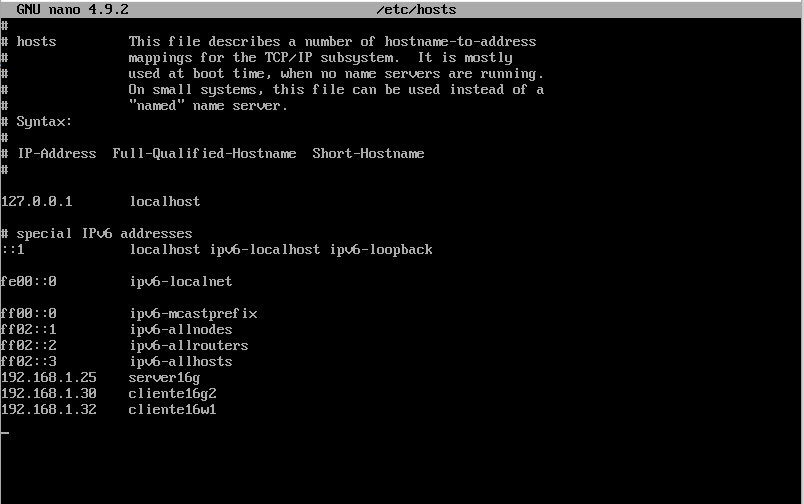 GNU nano 4.9.2 /etc/hosts
#
# hosts This file describes a number of hostname-to-address
# mappings for the TCP/IP subsystem. It is mostly
# used at boot time, when no name servers are running.
# On small systems, this file can be used instead of a
# "named" name server.
# Syntax:
#
# IP-Address Full-Qualified-Hostname Short-Hostname
#
127.0.0.1 localhost
# special IPv6 addresses
::1 localhost ipv6-localhost ipv6-loopback
fe00::0 ipv6-localnet
ff00::0 ipv6-mcastprefix
ff02::1 ipv6-allnodes
ff02::2 ipv6-allrouters
ff02::3 ipv6-allhosts
192.168.1.25 server16g
192.168.1.30 cliente16g2
192.168.1.32 cliente16w1